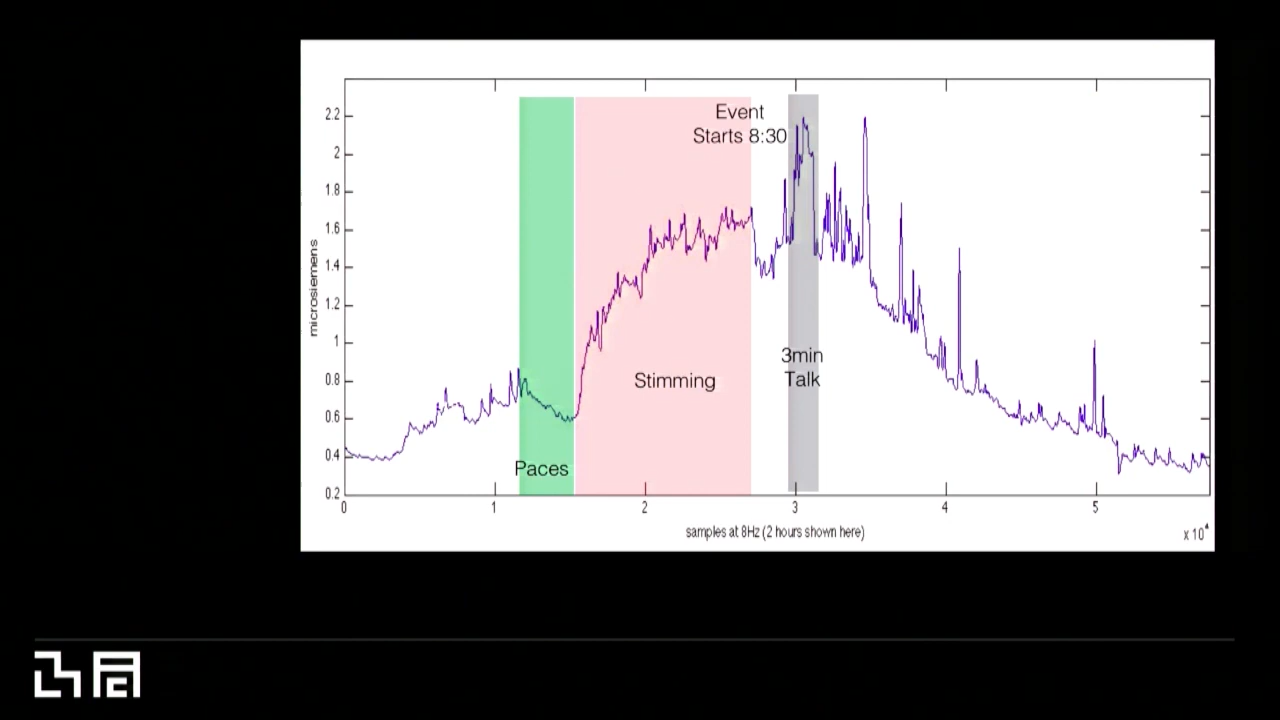 Event
Starts 8:30
3min
Talk
Stimming
Paces
microsiemens
2.2
2
1.8
1.6
1.4
1.2
1
0.8
0.6
0.4
0.2
0 1 2 3 4 5
samples at 8Hz (2 hours shown here)
x 10⁴